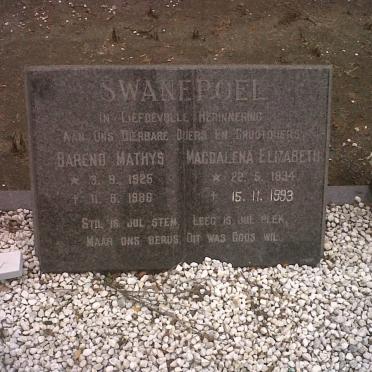 SWANEPOEL
IN LIEFDEVOLLE HERINNERING
AAN ONS DIERBARE OUERS EN GROOTOUERS
BAREND MATHYS MAGDALENA ELIZABETH
* 3. 9. 1925 * 22. 5. 1934
† 11. 6. 1986 † 15. 11. 1993
STIL IS JUL STEM, LEEG IS JUL PLEK,
MAAR ONS BERUS, DIT WAS GODS WIL.